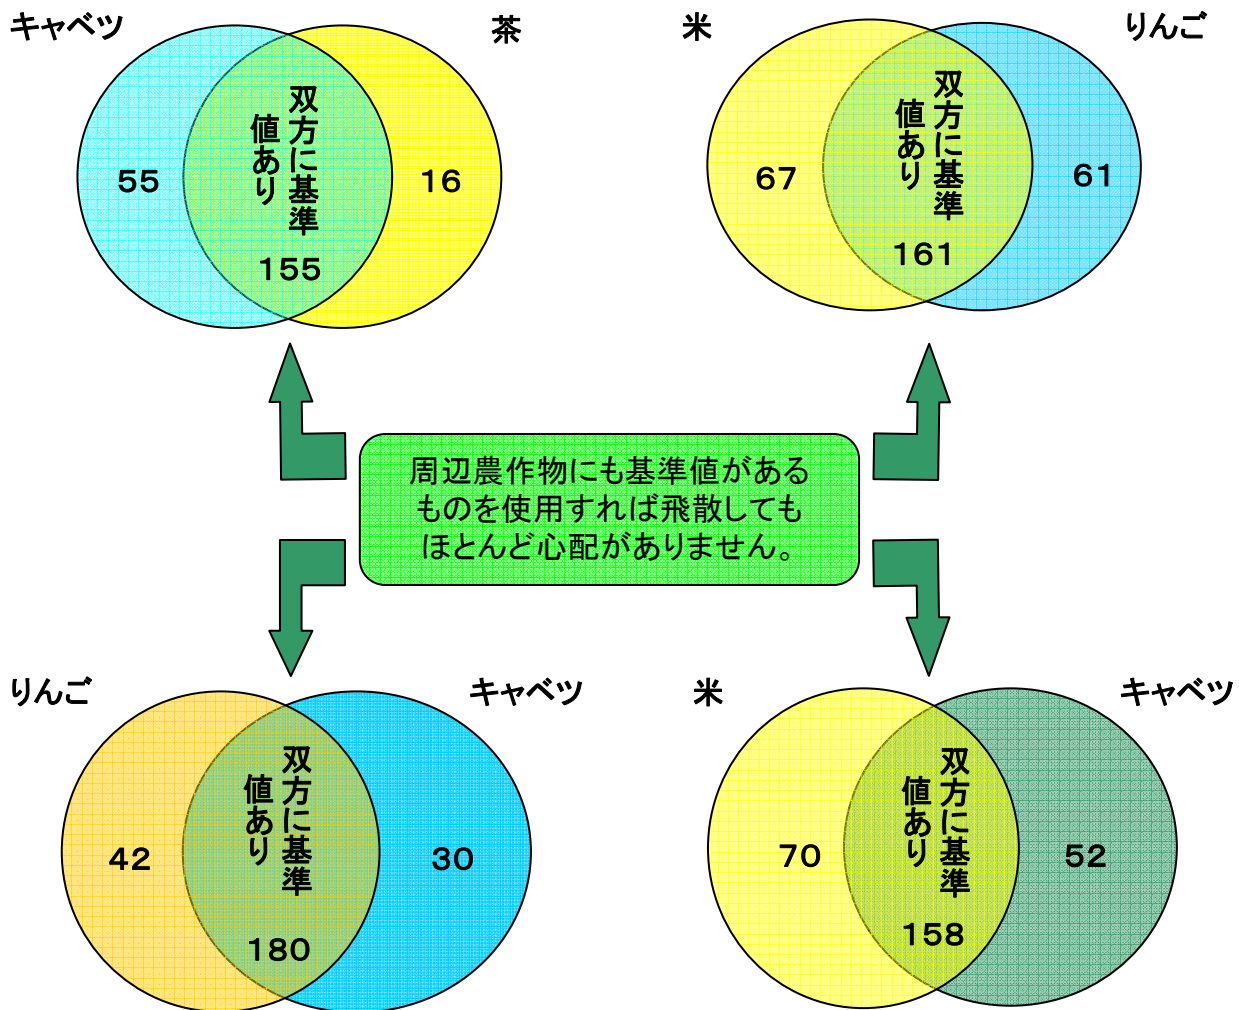 キャベツ
茶
55
双方に基準
値あり
155
16
米
りんご
67
双方に基準
値あり
161
61
周辺農作物にも基準値がある
ものを使用すれば飛散しても
ほとんど心配がありません。
りんご
キャベツ
42
双方に基準
値あり
180
30
米
キャベツ
70
双方に基準
値あり
158
52